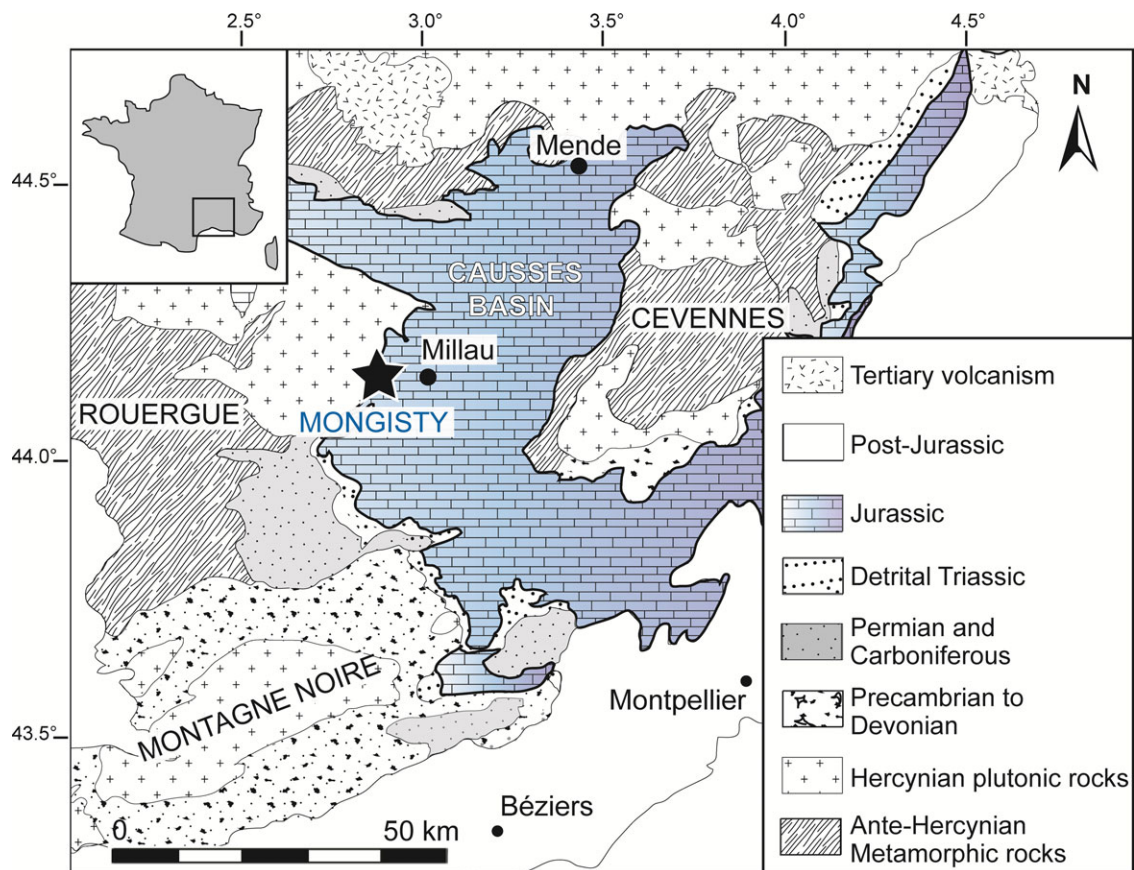 2.5° 3.0° 3.5° 4.0° 4.5°
N
Mende
44.5°
CAUSSES
BASIN
CEVENNES
Millau
Tertiary volcanism
ROUERGUE
MONGISTY
Post-Jurassic
44.0°
Jurassic
Detrital Triassic
Permian and
Carboniferous
Montpellier
Precambrian to
Devonian
MONTAGNE NOIRE
43.5°
Hercynian plutonic rocks
Béziers
0 50 km
Ante-Hercynian
Metamorphic rocks